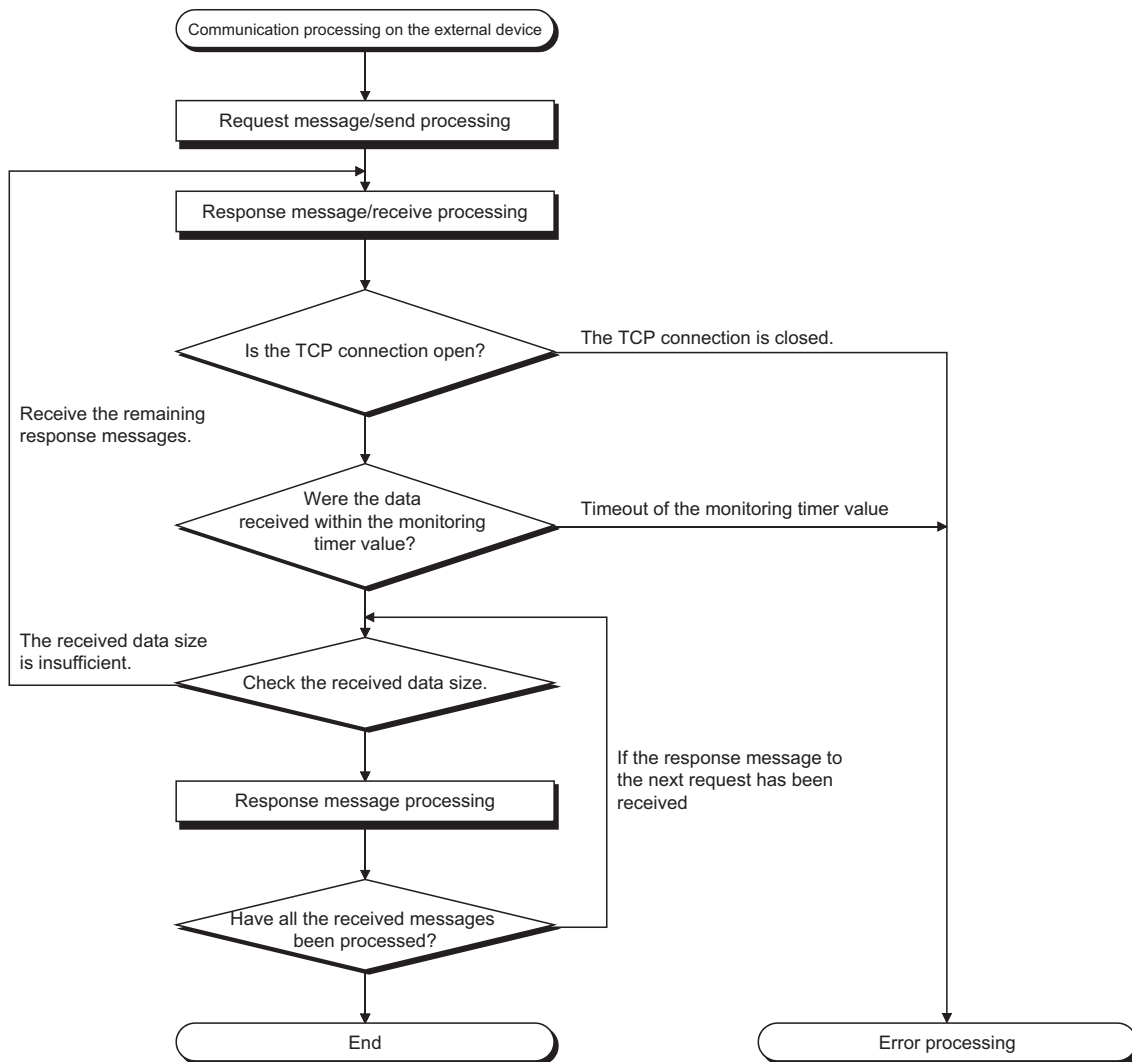 Communication processing on the external device
Request message/send processing
Response message/receive processing
Is the TCP connection open?
The TCP connection is closed.
Receive the remaining
response messages.
Were the data
received within the monitoring
timer value?
Timeout of the monitoring timer value
The received data size
is insufficient.
Check the received data size.
If the response message to
the next request has been
received
Response message processing
Have all the received messages
been processed?
End
Error processing